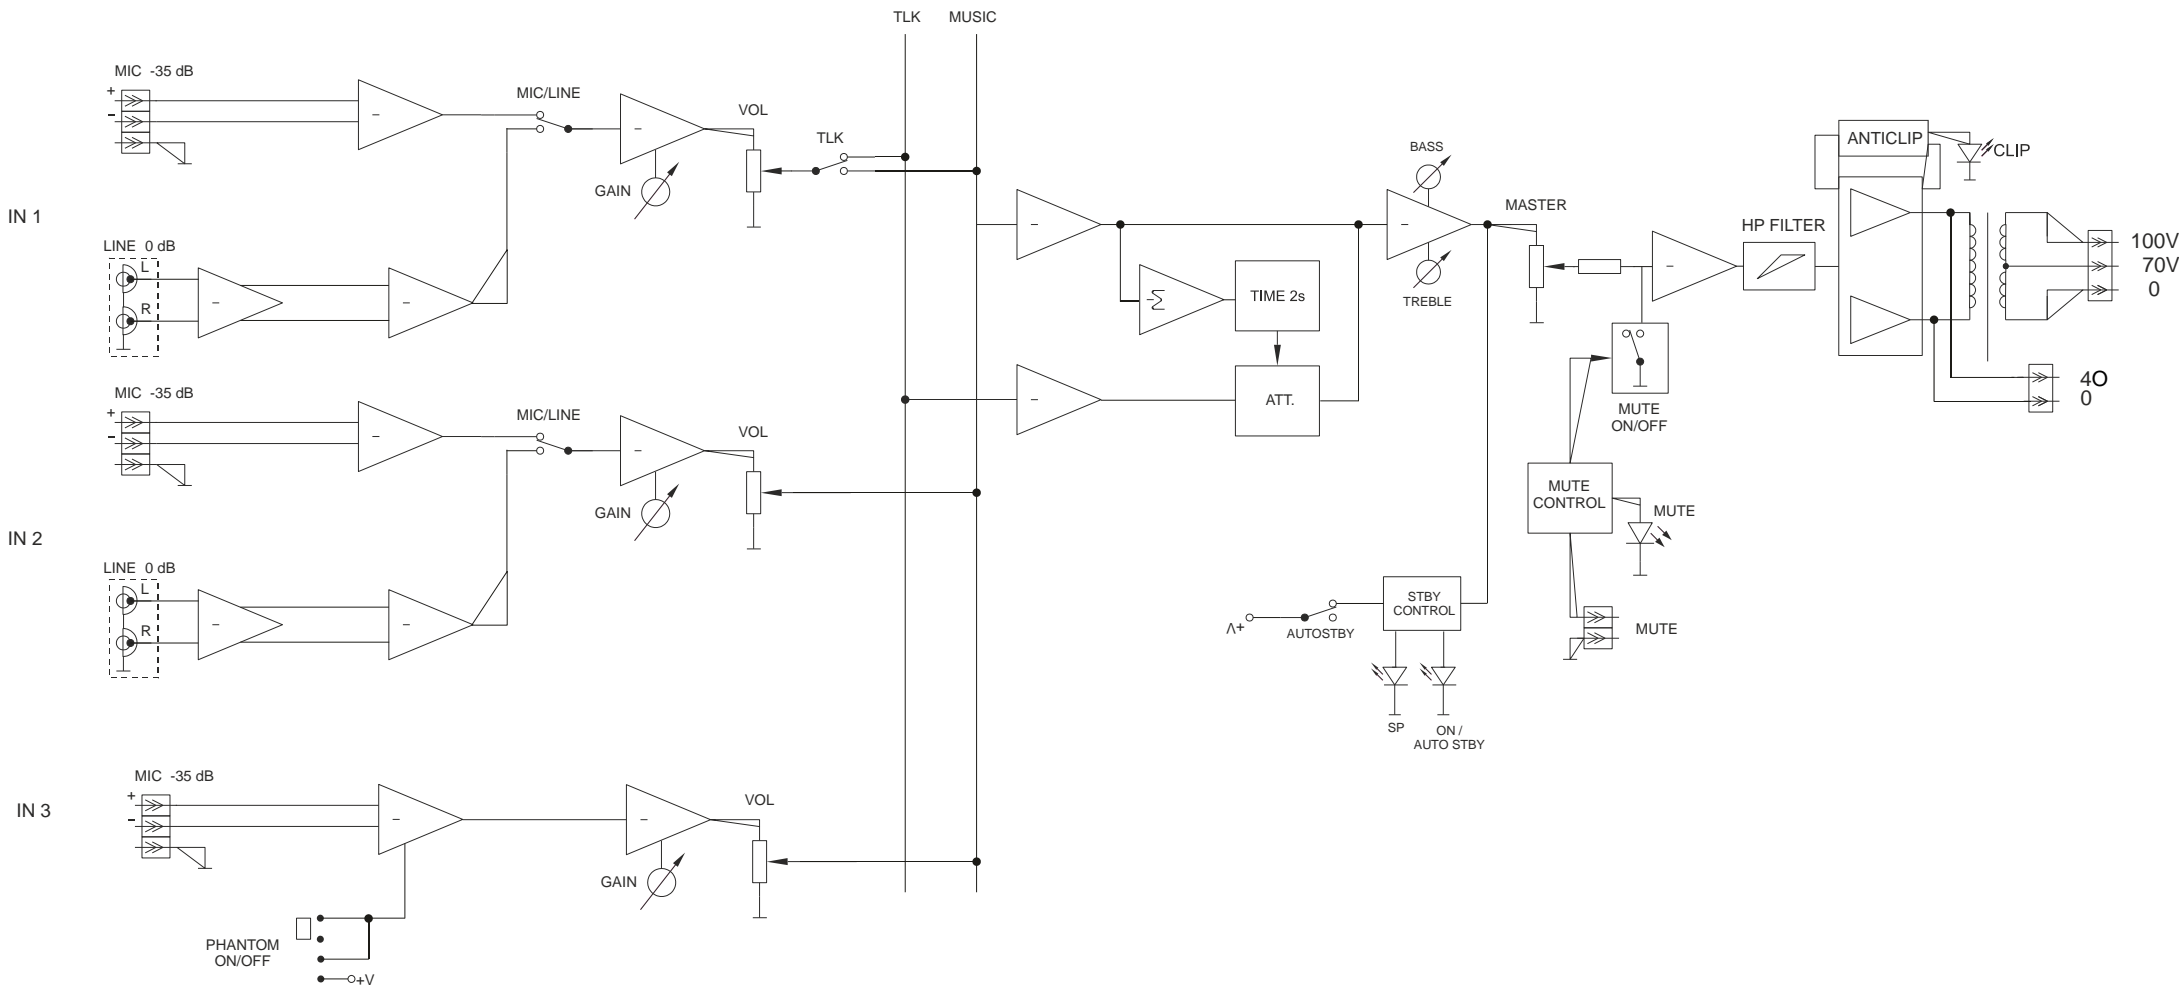 TLK MUSIC
MIC -35 dB
+
-
MIC/LINE
VOL
TLK
GAIN
IN 1
LINE 0 dB
L
R
MIC -35 dB
+
-
MIC/LINE
VOL
GAIN
IN 2
LINE 0 dB
L
R
MIC -35 dB
+
-
IN 3
VOL
GAIN
PHANTOM
ON/OFF
+V
Σ
TIME 2s
ATT.
BASS
TREBLE
MASTER
HP FILTER
ANTICLIP
CLIP
100V
70V
0
4O
0
MUTE
ON/OFF
MUTE
CONTROL
MUTE
MUTE
Λ+
AUTOSTBY
STBY
CONTROL
SP
ON /
AUTO STBY